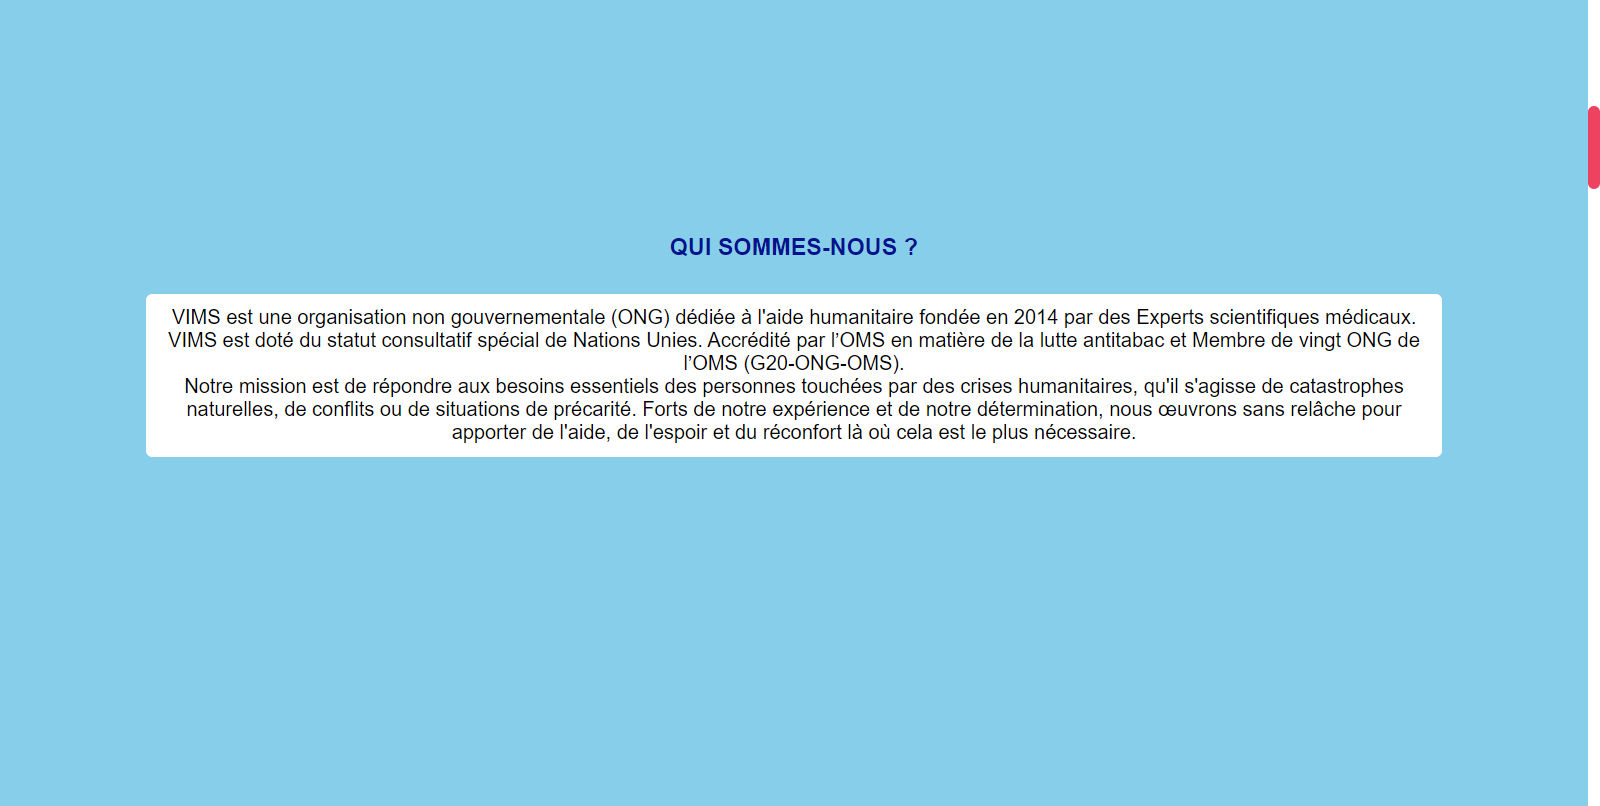 QUI SOMMES-NOUS ?
VIMS est une organisation non gouvernementale (ONG) dédiée à l'aide humanitaire fondée en 2014 par des Experts scientifiques médicaux.
VIMS est doté du statut consultatif spécial de Nations Unies. Accrédité par l’OMS en matière de la lutte antitabac et Membre de vingt ONG de
l’OMS (G20-ONG-OMS).
Notre mission est de répondre aux besoins essentiels des personnes touchées par des crises humanitaires, qu'il s'agisse de catastrophes
naturelles, de conflits ou de situations de précarité. Forts de notre expérience et de notre détermination, nous œuvrons sans relâche pour
apporter de l'aide, de l'espoir et du réconfort là où cela est le plus nécessaire.